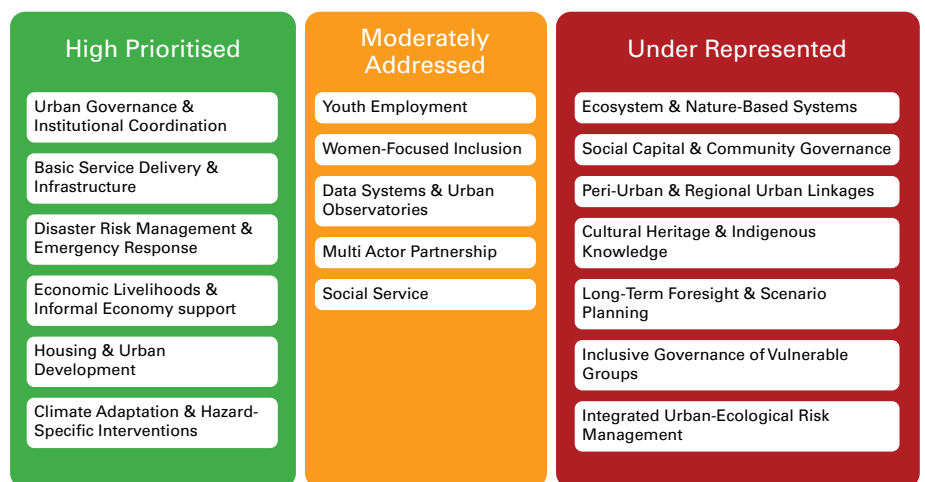 High Prioritised
Urban Governance &
Institutional Coordination
Basic Service Delivery &
Infrastructure
Disaster Risk Management &
Emergency Response
Economic Livelihoods &
Informal Economy support
Housing & Urban
Development
Climate Adaptation & Hazard-
Specific Interventions
Moderately
Addressed
Youth Employment
Women-Focused Inclusion
Data Systems & Urban
Observatories
Multi Actor Partnership
Social Service
Under Represented
Ecosystem & Nature-Based Systems
Social Capital & Community Governance
Peri-Urban & Regional Urban Linkages
Cultural Heritage & Indigenous
Knowledge
Long-Term Foresight & Scenario
Planning
Inclusive Governance of Vulnerable
Groups
Integrated Urban-Ecological Risk
Management